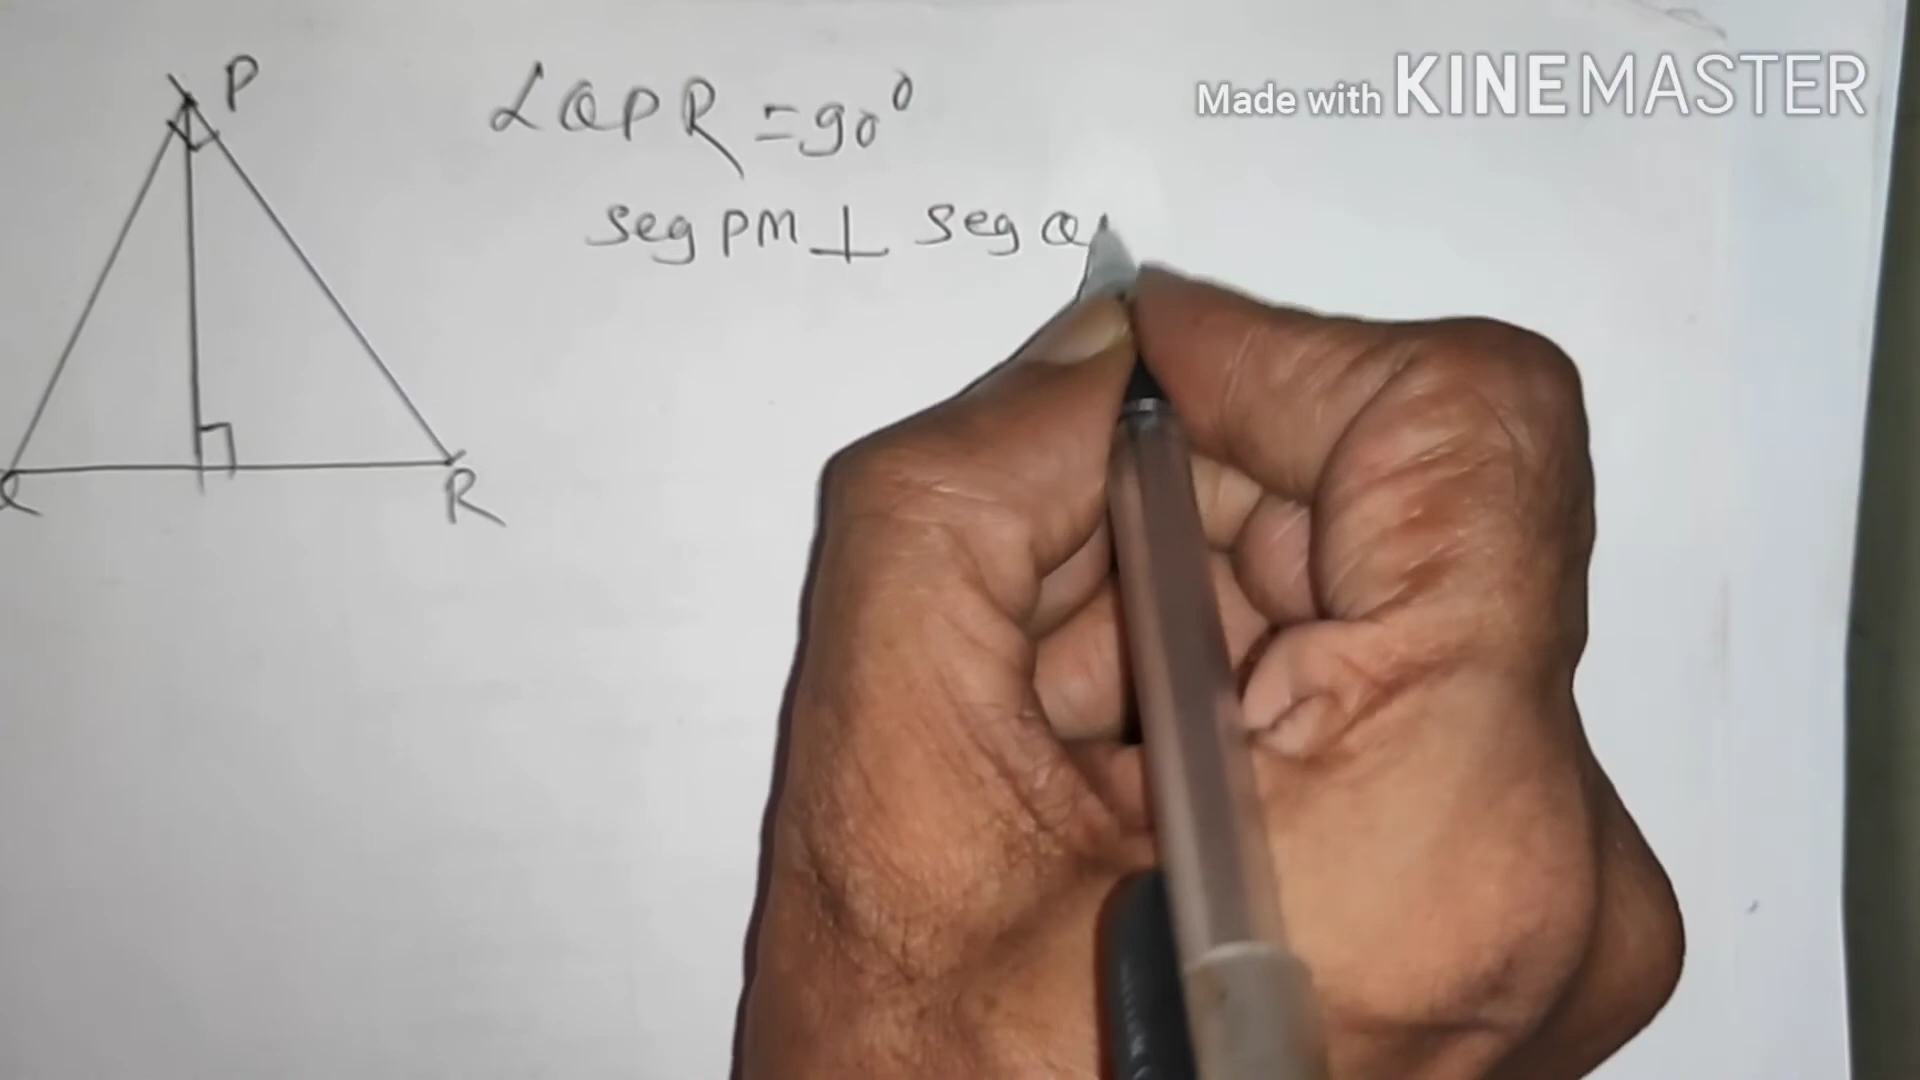 P
∠QPR = 90°
Made with KINEMASTER
seg PM ⊥ seg Q
Q
R